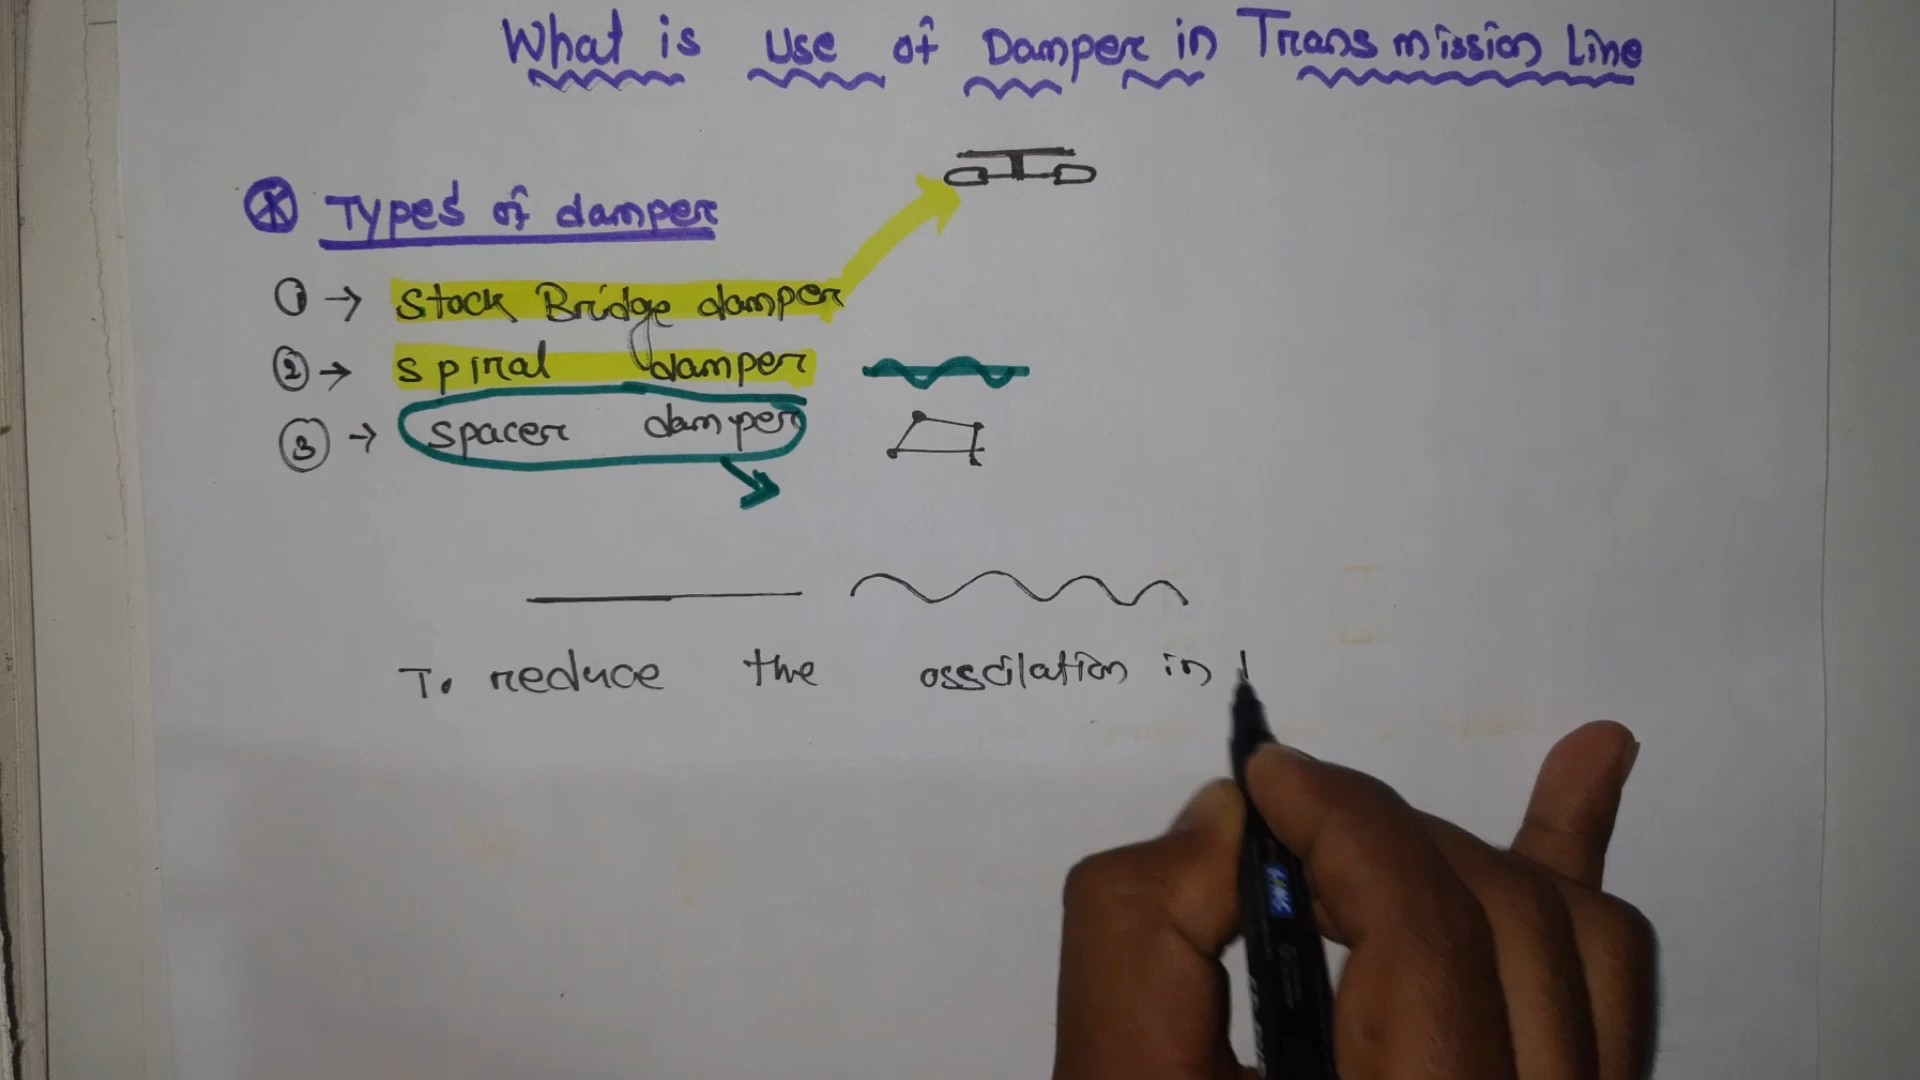 What is Use of Damper in Transmission Line
Types of damper
1 → Stock Bridge damper
2 → spiral damper
3 → spacer damper
To reduce the osscilation in